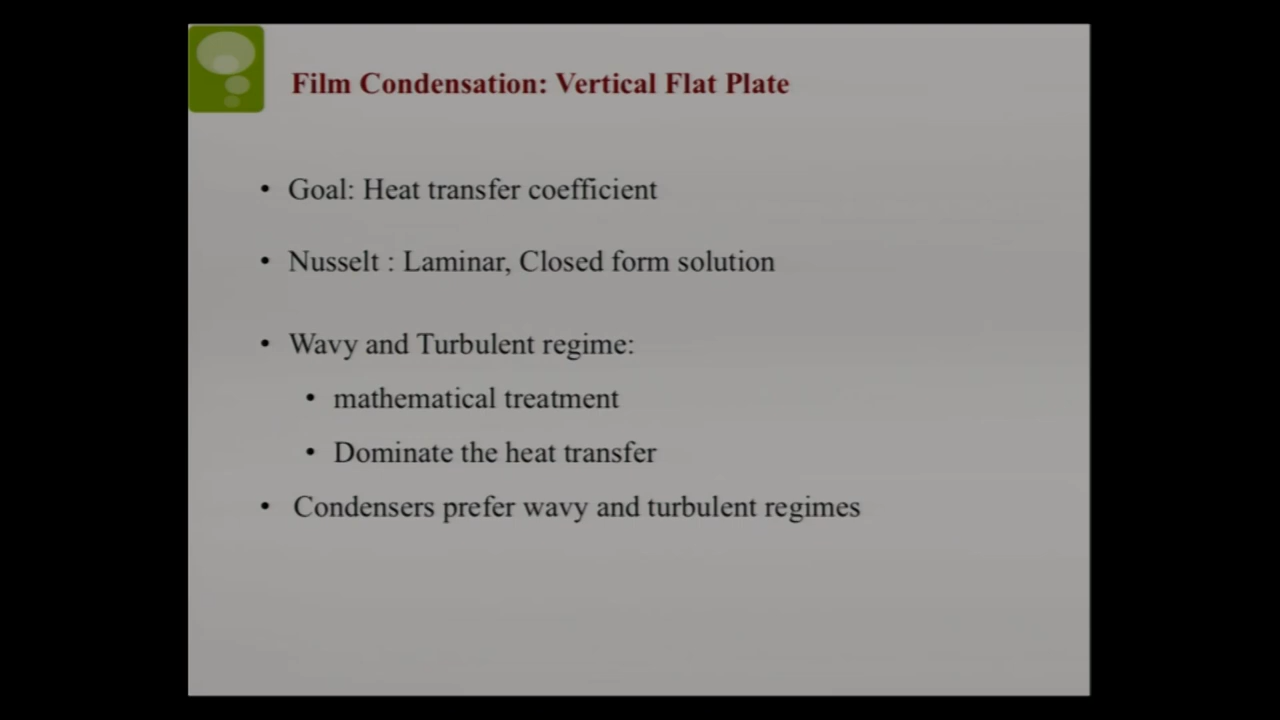 Film Condensation: Vertical Flat Plate
• Goal: Heat transfer coefficient
• Nusselt : Laminar, Closed form solution
• Wavy and Turbulent regime:
• mathematical treatment
• Dominate the heat transfer
• Condensers prefer wavy and turbulent regimes